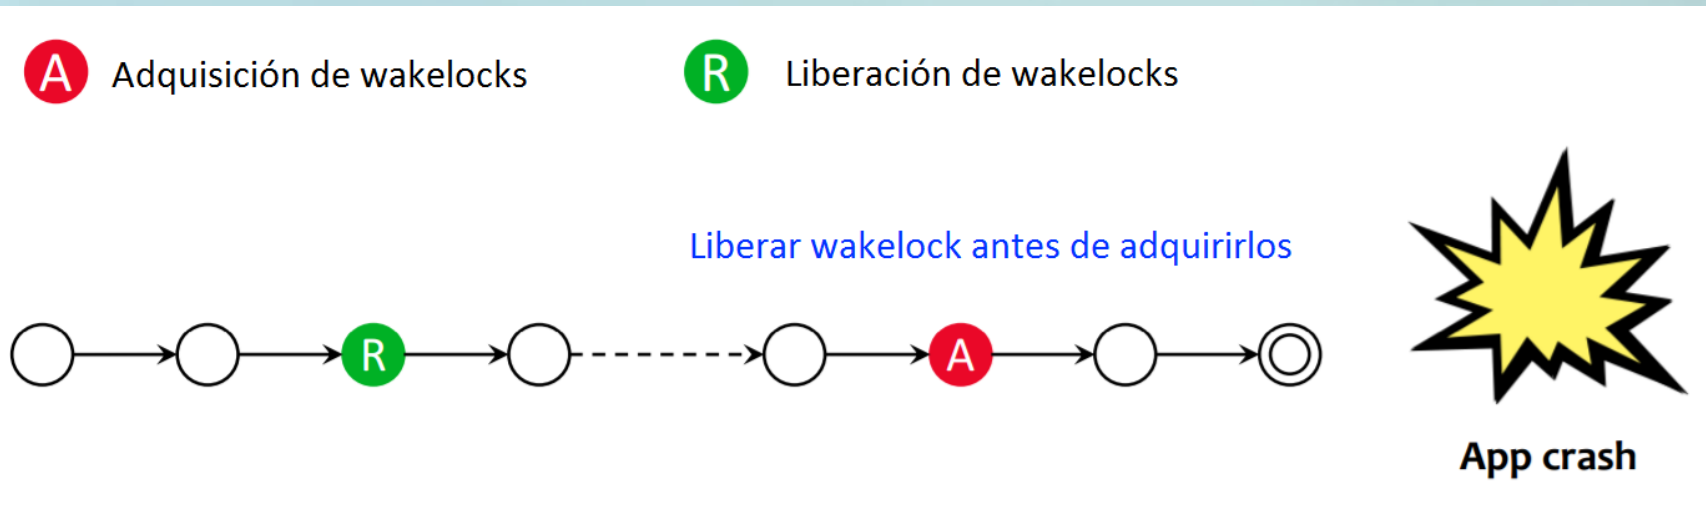 A Adquisición de wakelocks
R Liberación de wakelocks
Liberar wakelock antes de adquirirlos
R
A
App crash